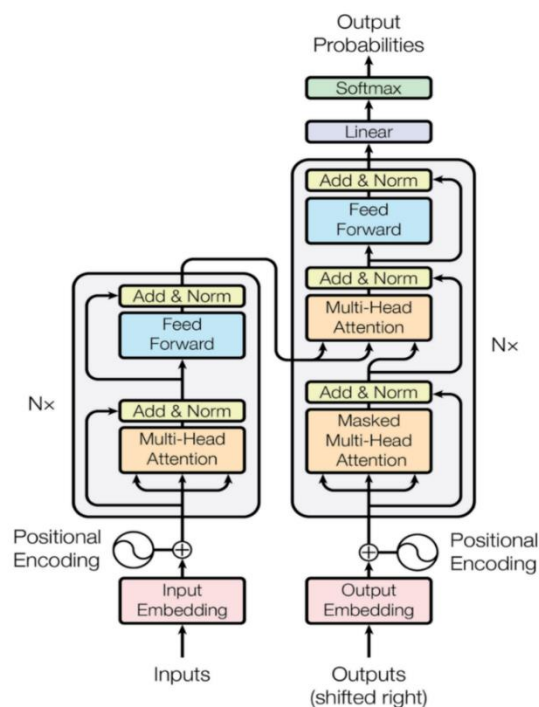 Output
Probabilities
Softmax
Linear
Add & Norm
Feed
Forward
Add & Norm
Multi-Head
Attention
Add & Norm
Masked
Multi-Head
Attention
N×
Add & Norm
Feed
Forward
Add & Norm
Multi-Head
Attention
N×
Positional
Encoding
Positional
Encoding
Input
Embedding
Output
Embedding
Inputs
Outputs
(shifted right)